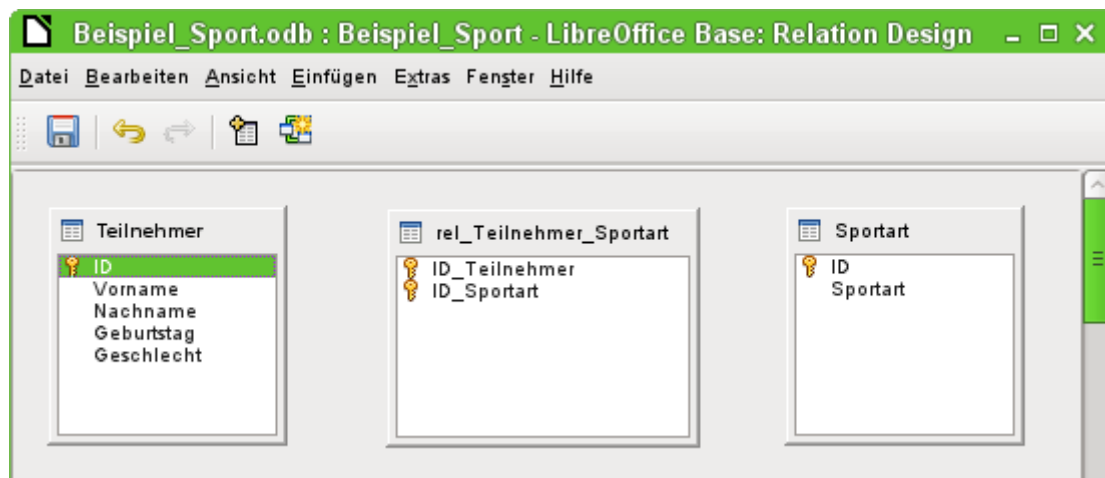 Beispiel_Sport.odb : Beispiel_Sport - LibreOffice Base: Relation Design
Datei Bearbeiten Ansicht Einfügen Extras Fenster Hilfe
Teilnehmer
ID
Vorname
Nachname
Geburtstag
Geschlecht
rel_Teilnehmer_Sportart
ID_Teilnehmer
ID_Sportart
Sportart
ID
Sportart